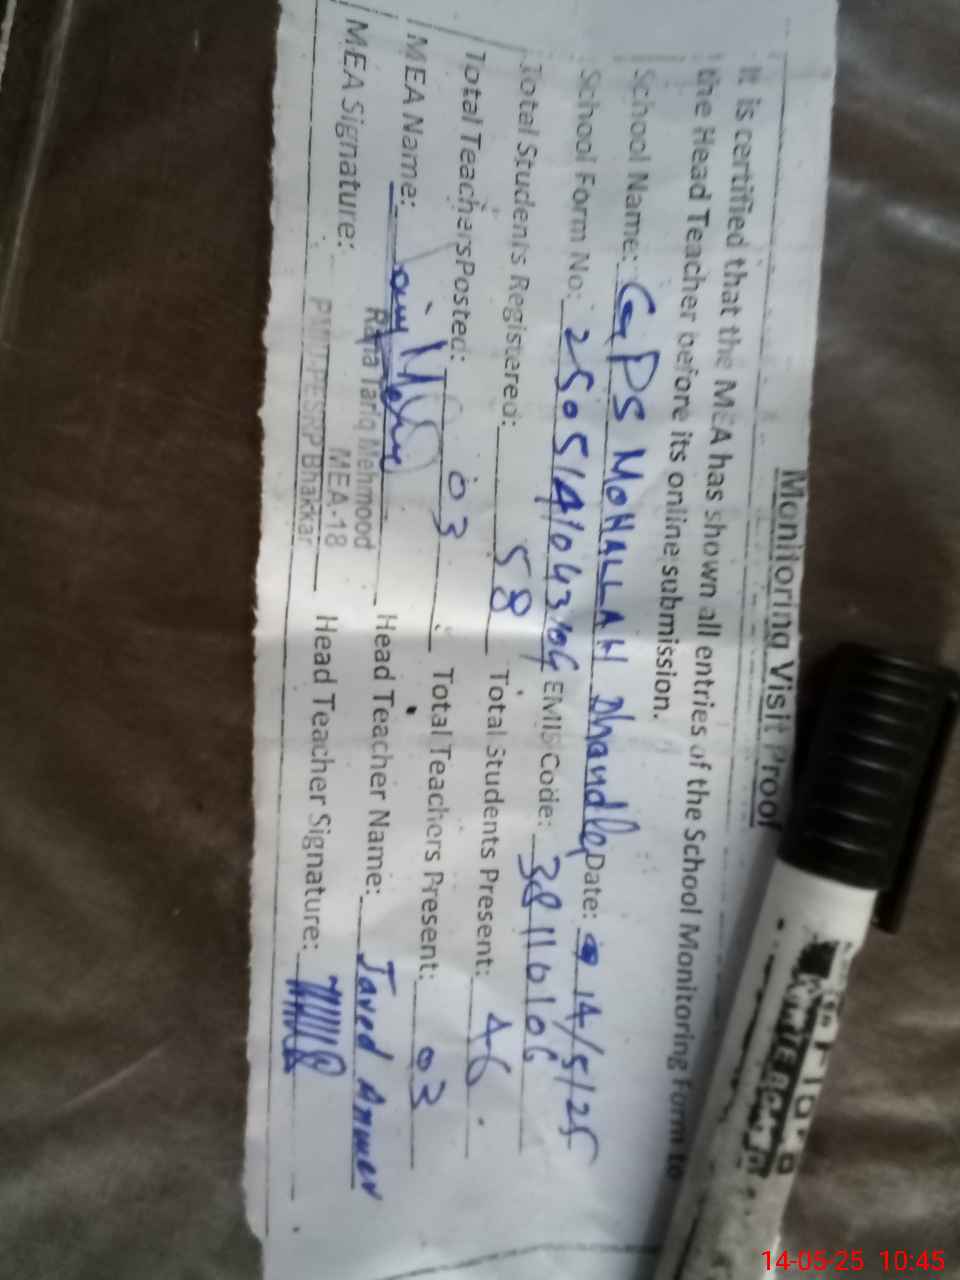 Monitoring Visit Proof
It is certified that the MEA has shown all entries of the School Monitoring Form to
the Head Teacher before its online submission.
School Name: GPS MOHALLAH Dhandla Date: 14/5/25
School Form No: EMIS Code:
Total Students Registered: 58 Total Students Present: 46
Total Teachers Posted: 03 Total Teachers Present: 03
MEA Name: Head Teacher Name: Javed Anwer
Rana Tariq Mehmood
MEA-18
MEA Signature: Head Teacher Signature:
PMIT-PESRP Bhakkar
14-05-25 10:45